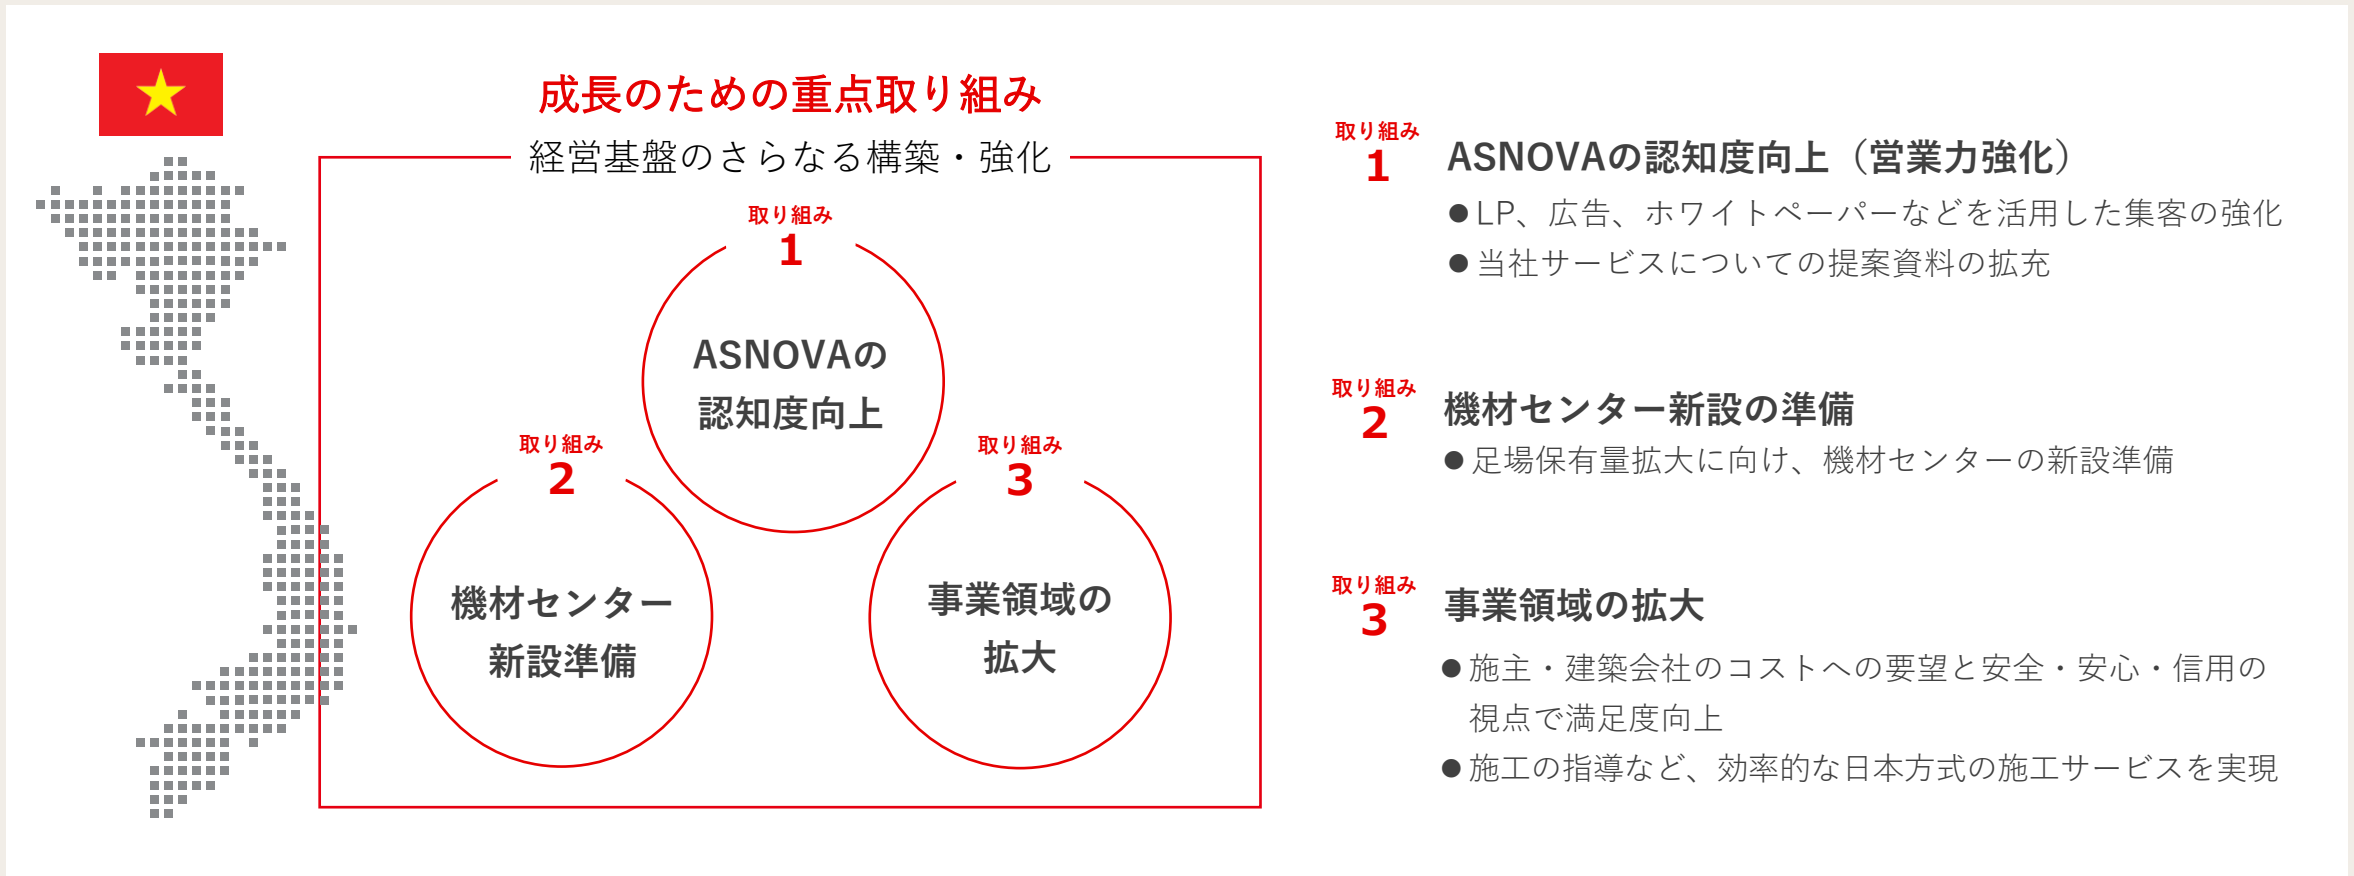 成長のための重点取り組み
経営基盤のさらなる構築・強化
取り組み
1
ASNOVAの
認知度向上
取り組み
2
機材センター
新設準備
取り組み
3
事業領域の
拡大
取り組み
1
ASNOVAの認知度向上（営業力強化）
●LP、広告、ホワイトペーパーなどを活用した集客の強化
●当社サービスについての提案資料の拡充
取り組み
2
機材センター新設の準備
●足場保有量拡大に向け、機材センターの新設準備
取り組み
3
事業領域の拡大
●施主・建築会社のコストへの要望と安全・安心・信用の
視点で満足度向上
●施工の指導など、効率的な日本方式の施工サービスを実現